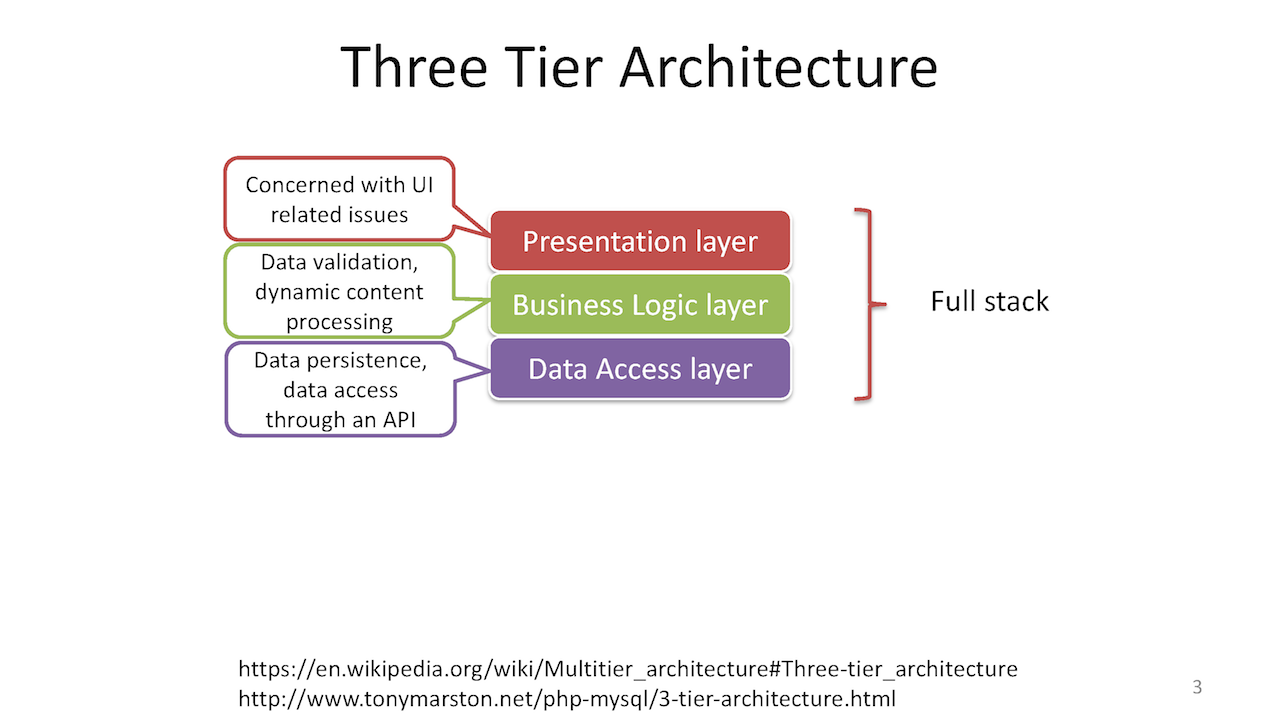 Three Tier Architecture
Concerned with UI
related issues
Presentation layer
Data validation,
dynamic content
processing
Business Logic layer
Data persistence,
data access
through an API
Data Access layer
Full stack
https://en.wikipedia.org/wiki/Multitier_architecture#Three-tier_architecture
http://www.tonymarston.net/php-mysql/3-tier-architecture.html
3